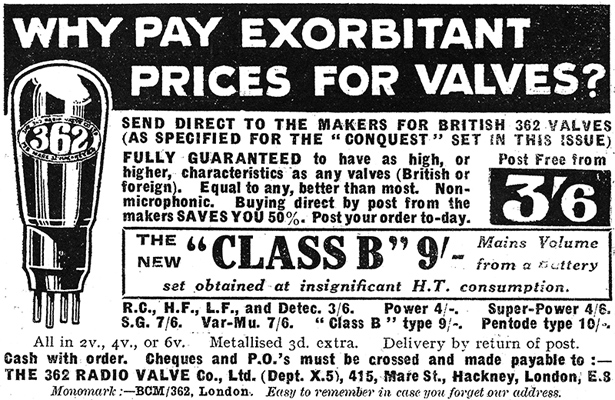 WHY PAY EXORBITANT
PRICES FOR VALVES?
362
SEND DIRECT TO THE MAKERS FOR BRITISH 362 VALVES
(AS SPECIFIED FOR THE "CONQUEST" SET IN THIS ISSUE)
FULLY GUARANTEED to have as high, or
higher, characteristics as any valves (British or
foreign). Equal to any, better than most. Non-
microphonic. Buying direct by post from the
makers SAVES YOU 50%. Post your order to-day.
Post Free from
3'6
THE NEW "CLASS B" 9/- Mains Volume
from a Battery
set obtained at insignificant H.T. consumption.
R.C., H.F., L.F., and Detec. 3/6. Power 4/-. Super-Power 4/6.
S.G. 7/6. Var-Mu. 7/6. "Class B" type 9/-. Pentode type 10/-.
All in 2v., 4v., or 6v. Metallised 3d. extra. Delivery by return of post.
Cash with order. Cheques and P.O.'s must be crossed and made payable to :—
THE 362 RADIO VALVE Co., Ltd. (Dept. X.5), 415, Mare St., Hackney, London, E.8
Monomark :—BCM/362, London. Easy to remember in case you forget our address.